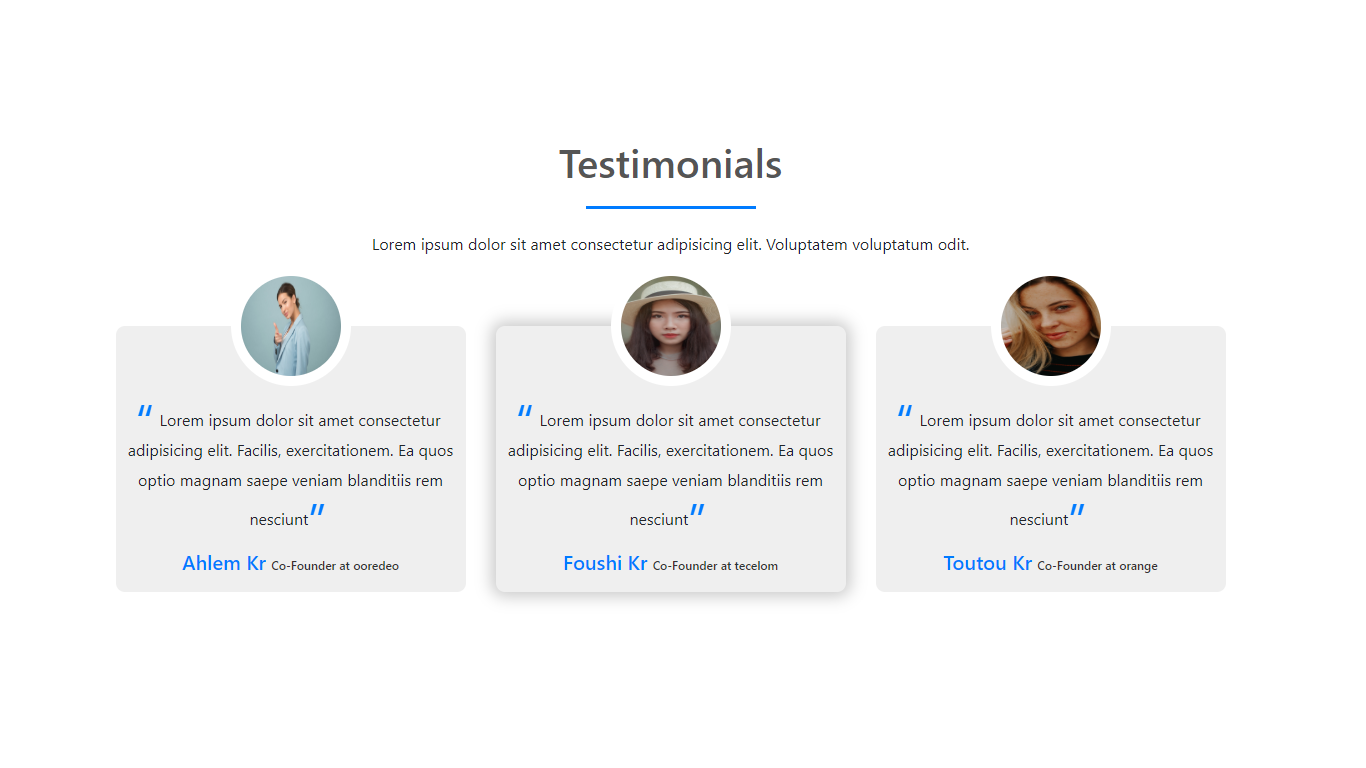 Testimonials
Lorem ipsum dolor sit amet consectetur adipisicing elit. Voluptatem voluptatum odit.
" Lorem ipsum dolor sit amet consectetur
adipisicing elit. Facilis, exercitationem. Ea quos
optio magnam saepe veniam blanditiis rem
nesciunt"
Ahlem Kr Co-Founder at ooredeo
" Lorem ipsum dolor sit amet consectetur
adipisicing elit. Facilis, exercitationem. Ea quos
optio magnam saepe veniam blanditiis rem
nesciunt"
Foushi Kr Co-Founder at tecelom
" Lorem ipsum dolor sit amet consectetur
adipisicing elit. Facilis, exercitationem. Ea quos
optio magnam saepe veniam blanditiis rem
nesciunt"
Toutou Kr Co-Founder at orange